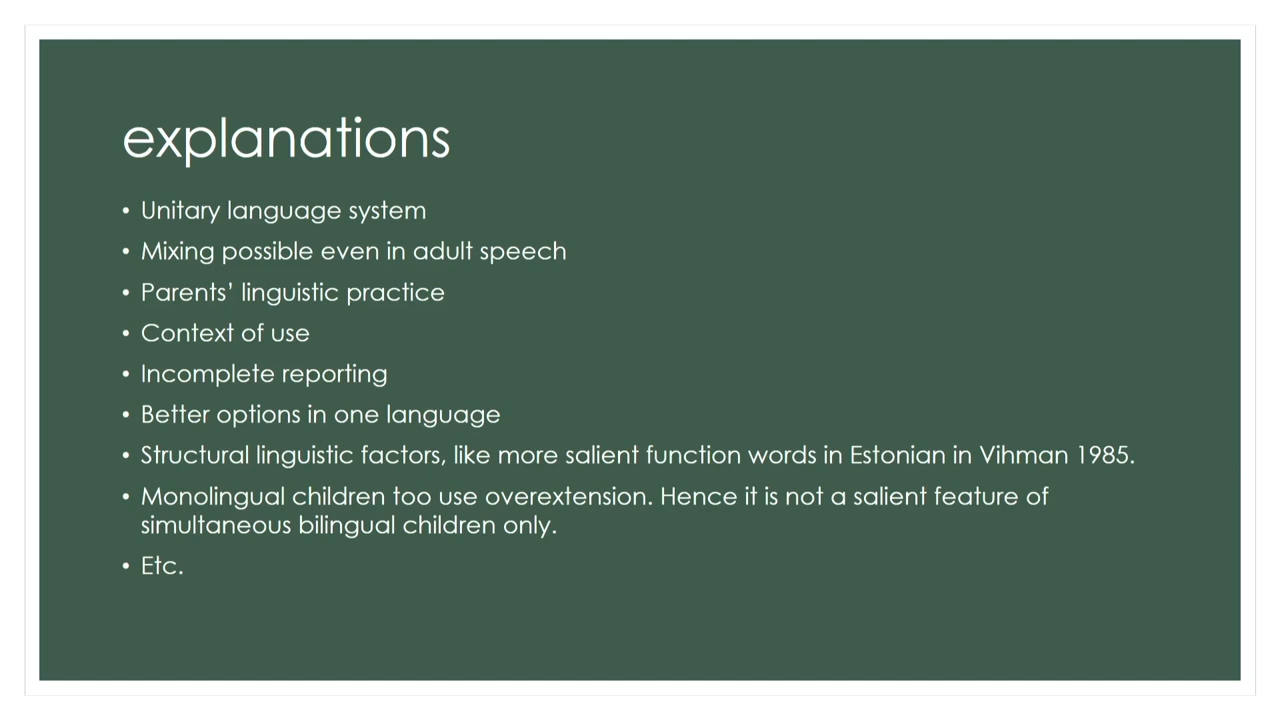 explanations
• Unitary language system
• Mixing possible even in adult speech
• Parents’ linguistic practice
• Context of use
• Incomplete reporting
• Better options in one language
• Structural linguistic factors, like more salient function words in Estonian in Vihman 1985.
• Monolingual children too use overextension. Hence it is not a salient feature of
simultaneous bilingual children only.
• Etc.